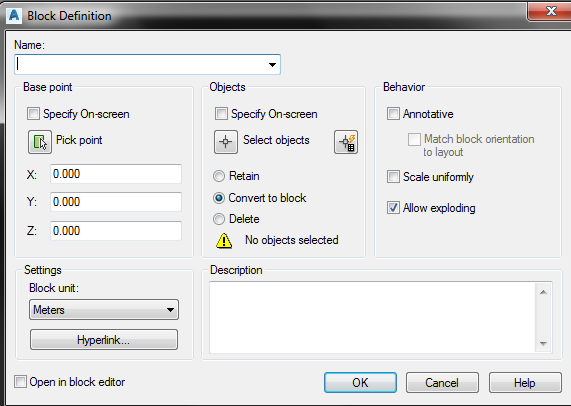 A Block Definition
Name:
Base point
Specify On-screen
Pick point
X: 0.000
Y: 0.000
Z: 0.000
Objects
Specify On-screen
Select objects
Retain
Convert to block
Delete
No objects selected
Behavior
Annotative
Match block orientation
to layout
Scale uniformly
Allow exploding
Settings
Block unit:
Meters
Hyperlink...
Description
Open in block editor
OK
Cancel
Help